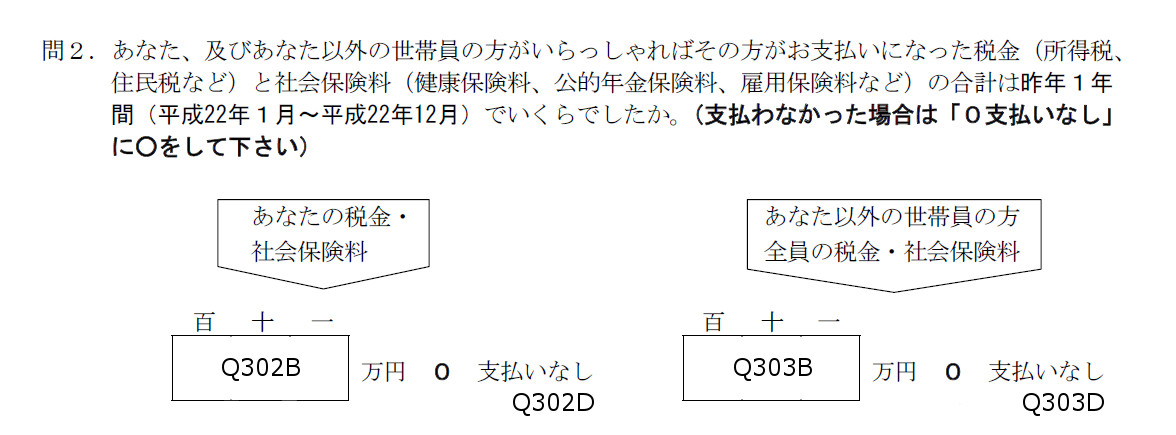 問２．あなた、及びあなた以外の世帯員の方がいらっしゃればその方がお支払いになった税金（所得税、
住民税など）と社会保険料（健康保険料、公的年金保険料、雇用保険料など）の合計は昨年１年
間（平成22年１月～平成22年12月）でいくらでしたか。（支払わなかった場合は「０支払いなし」
に○をして下さい）
あなたの税金・
社会保険料
あなた以外の世帯員の方
全員の税金・社会保険料
百 十 一
百 十 一
Q302B 万円 ０ 支払いなし
Q303B 万円 ０ 支払いなし
Q302D
Q303D